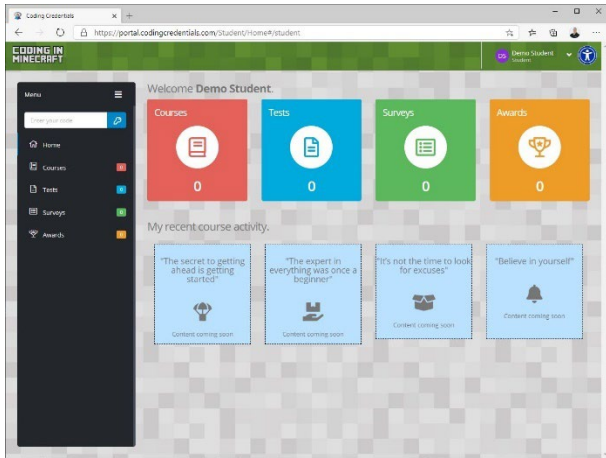 Coding Credentials
https://portal.codingcredentials.com/Student/Home#/student
CODING IN
MINECRAFT
DS
Demo Student
Student
Menu
Enter your code
Home
Courses 0
Tests 0
Surveys 0
Awards 0
Welcome Demo Student.
Courses
0
Tests
0
Surveys
0
Awards
0
My recent course activity.
"The secret to getting
ahead is getting
started"
Content coming soon
"The expert in
everything was once a
beginner"
Content coming soon
"It's not the time to look
for excuses"
Content coming soon
"Believe in yourself"
Content coming soon